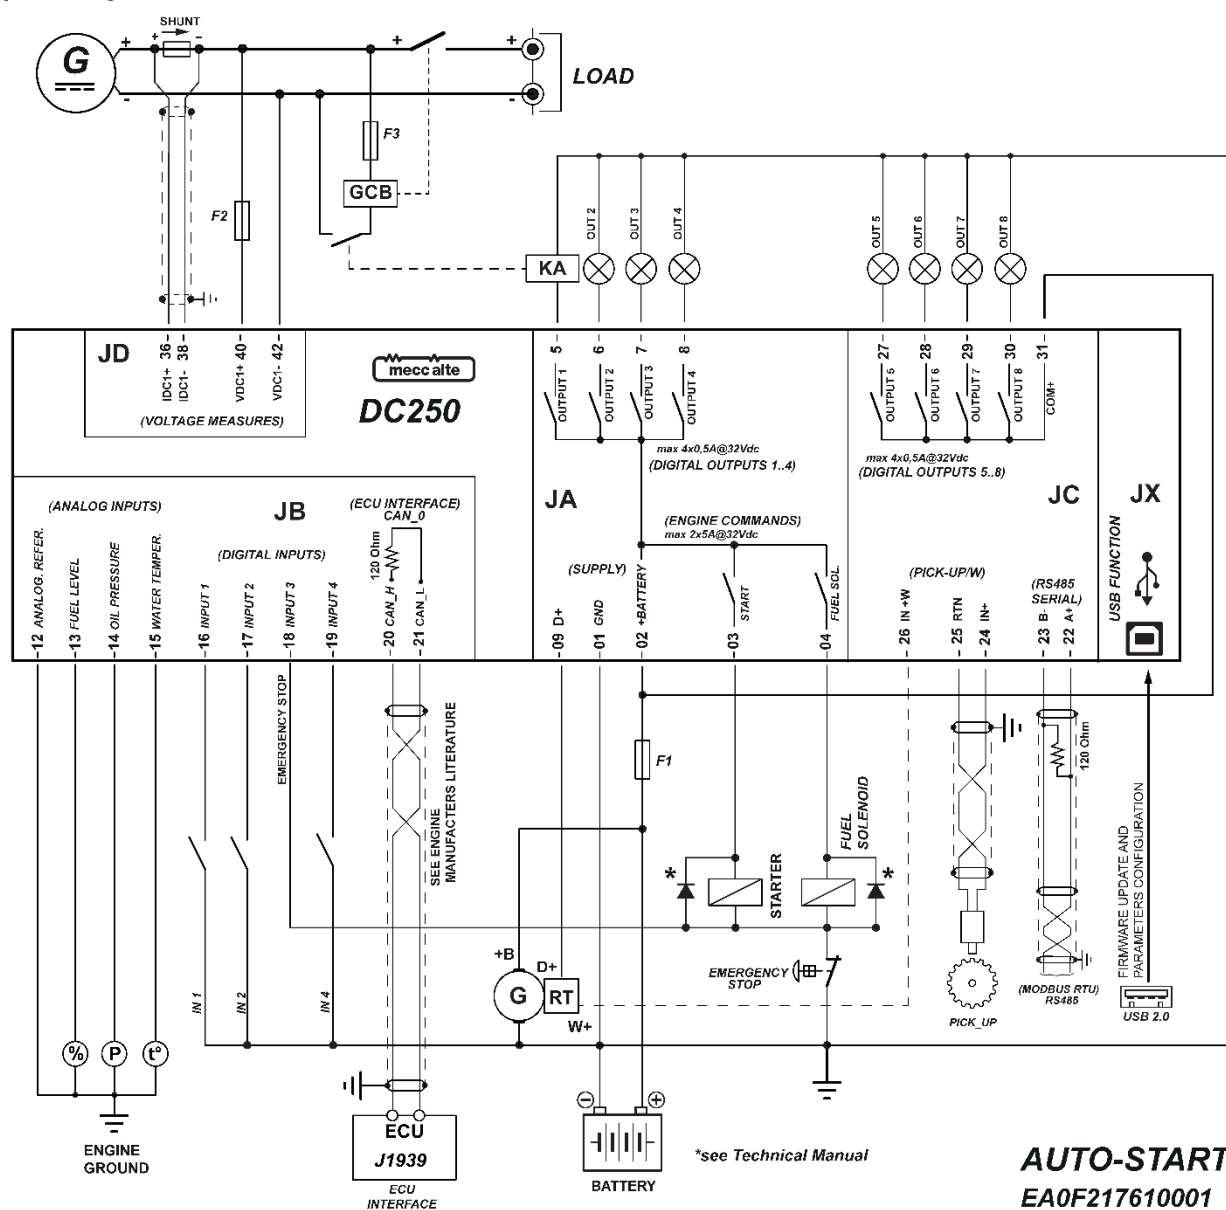 SHUNT
+ -
G
+ + +
- -
LOAD
F3
GCB
F2
KA
OUT 2
OUT 3
OUT 4
OUT 5
OUT 6
OUT 7
OUT 8
JD
IDC1+ 36
IDC1- 38
VDC1+ 40
VDC1- 42
(VOLTAGE MEASURES)
mecc alte
DC250
5 6 7 8
OUTPUT 1
OUTPUT 2
OUTPUT 3
OUTPUT 4
max 4x0,5A@32Vdc
(DIGITAL OUTPUTS 1..4)
27 28 29 30 31
OUTPUT 5
OUTPUT 6
OUTPUT 7
OUTPUT 8
COM+
max 4x0,5A@32Vdc
(DIGITAL OUTPUTS 5..8)
JA
JC
JX
(ANALOG INPUTS)
JB
(ECU INTERFACE)
CAN_0
120 Ohm
(DIGITAL INPUTS)
12 ANALOG. REFER.
13 FUEL LEVEL
14 OIL PRESSURE
15 WATER TEMPER.
16 INPUT 1
17 INPUT 2
18 INPUT 3
19 INPUT 4
20 CAN_H
21 CAN_L
(ENGINE COMMANDS)
max 2x5A@32Vdc
(SUPPLY)
09 D+
01 GND
02 +BATTERY
03 START
04 FUEL SOL.
(PICK-UP/W)
26 IN +W
25 RTN
24 IN+
(RS485
SERIAL)
23 B-
22 A+
USB FUNCTION
EMERGENCY STOP
SEE ENGINE
MANUFACTERS LITERATURE
F1
FUEL
SOLENOID
*
STARTER
*
120 Ohm
FIRMWARE UPDATE AND
PARAMETERS CONFIGURATION
+B
D+
G
RT
W+
EMERGENCY
STOP
PICK_UP
(MODBUS RTU)
RS485
USB 2.0
IN 1
IN 2
IN 4
% P t°
ENGINE
GROUND
ECU
J1939
ECU
INTERFACE
- +
BATTERY
*see Technical Manual
AUTO-START
EA0F217610001